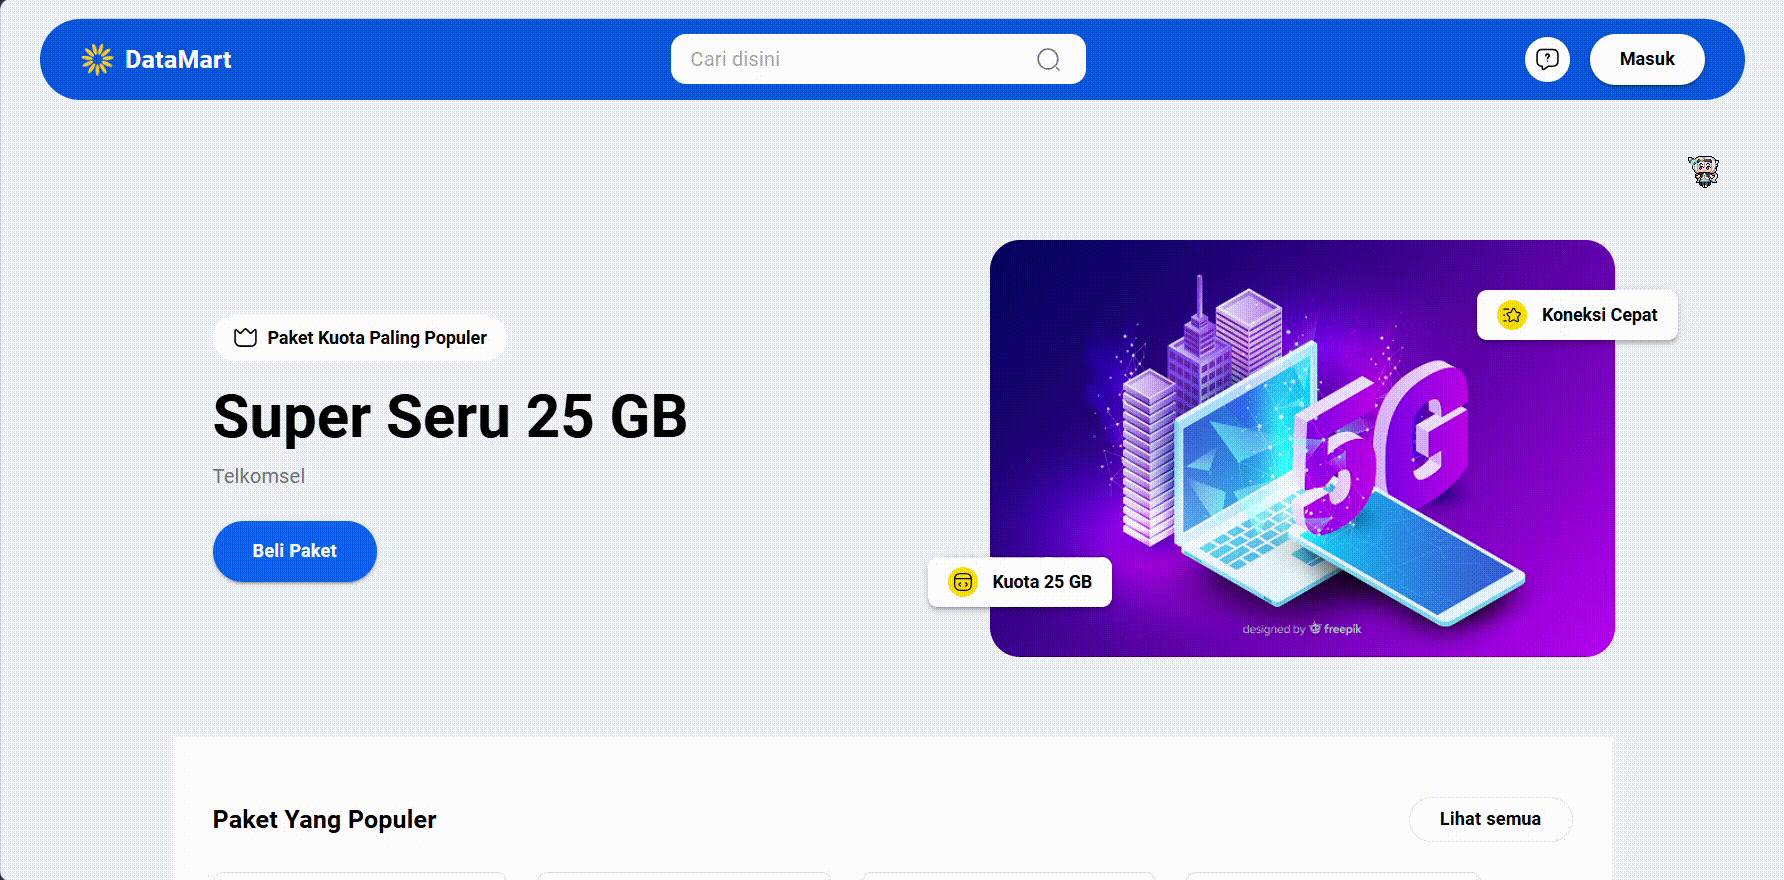 DataMart
Cari disini
Masuk
Paket Kuota Paling Populer
Super Seru 25 GB
Telkomsel
Beli Paket
Koneksi Cepat
5G
Kuota 25 GB
designed by freepik
Paket Yang Populer
Lihat semua